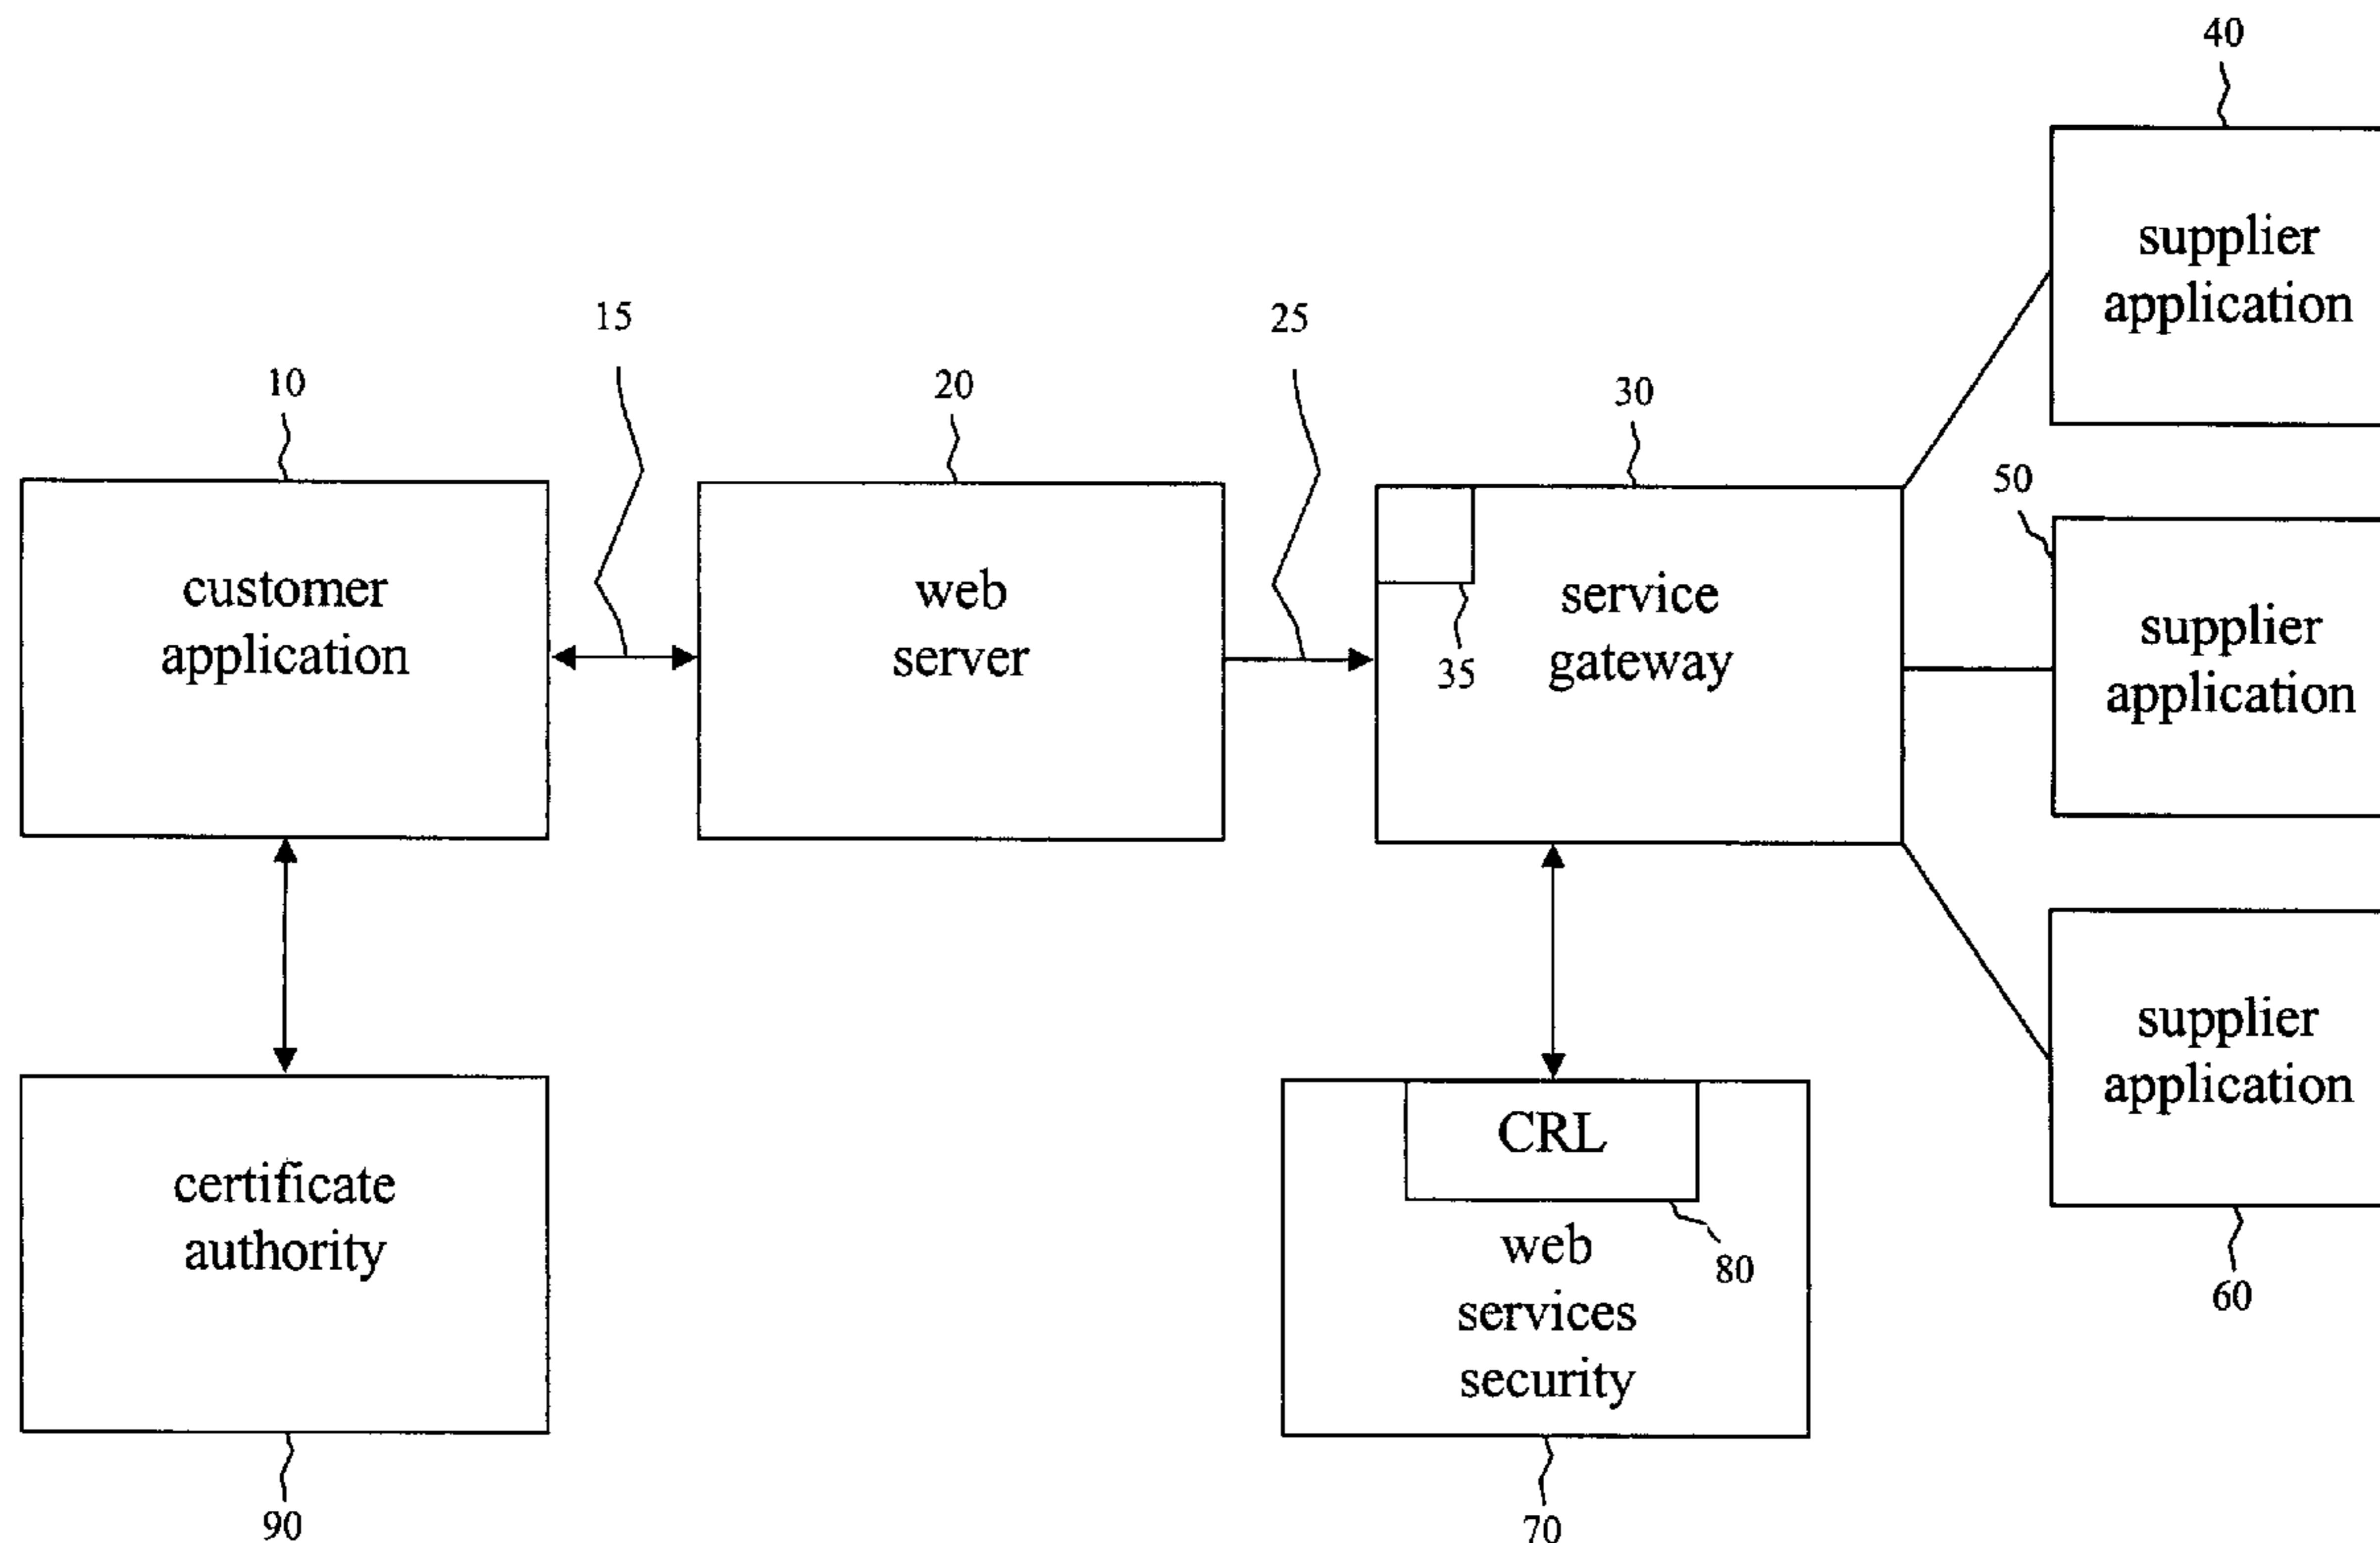 40
supplier
application
15
25
10
20
30
50
customer
application
web
server
service
gateway
35
supplier
application
supplier
application
CRL
certificate
authority
web
services
security
80
60
90
70